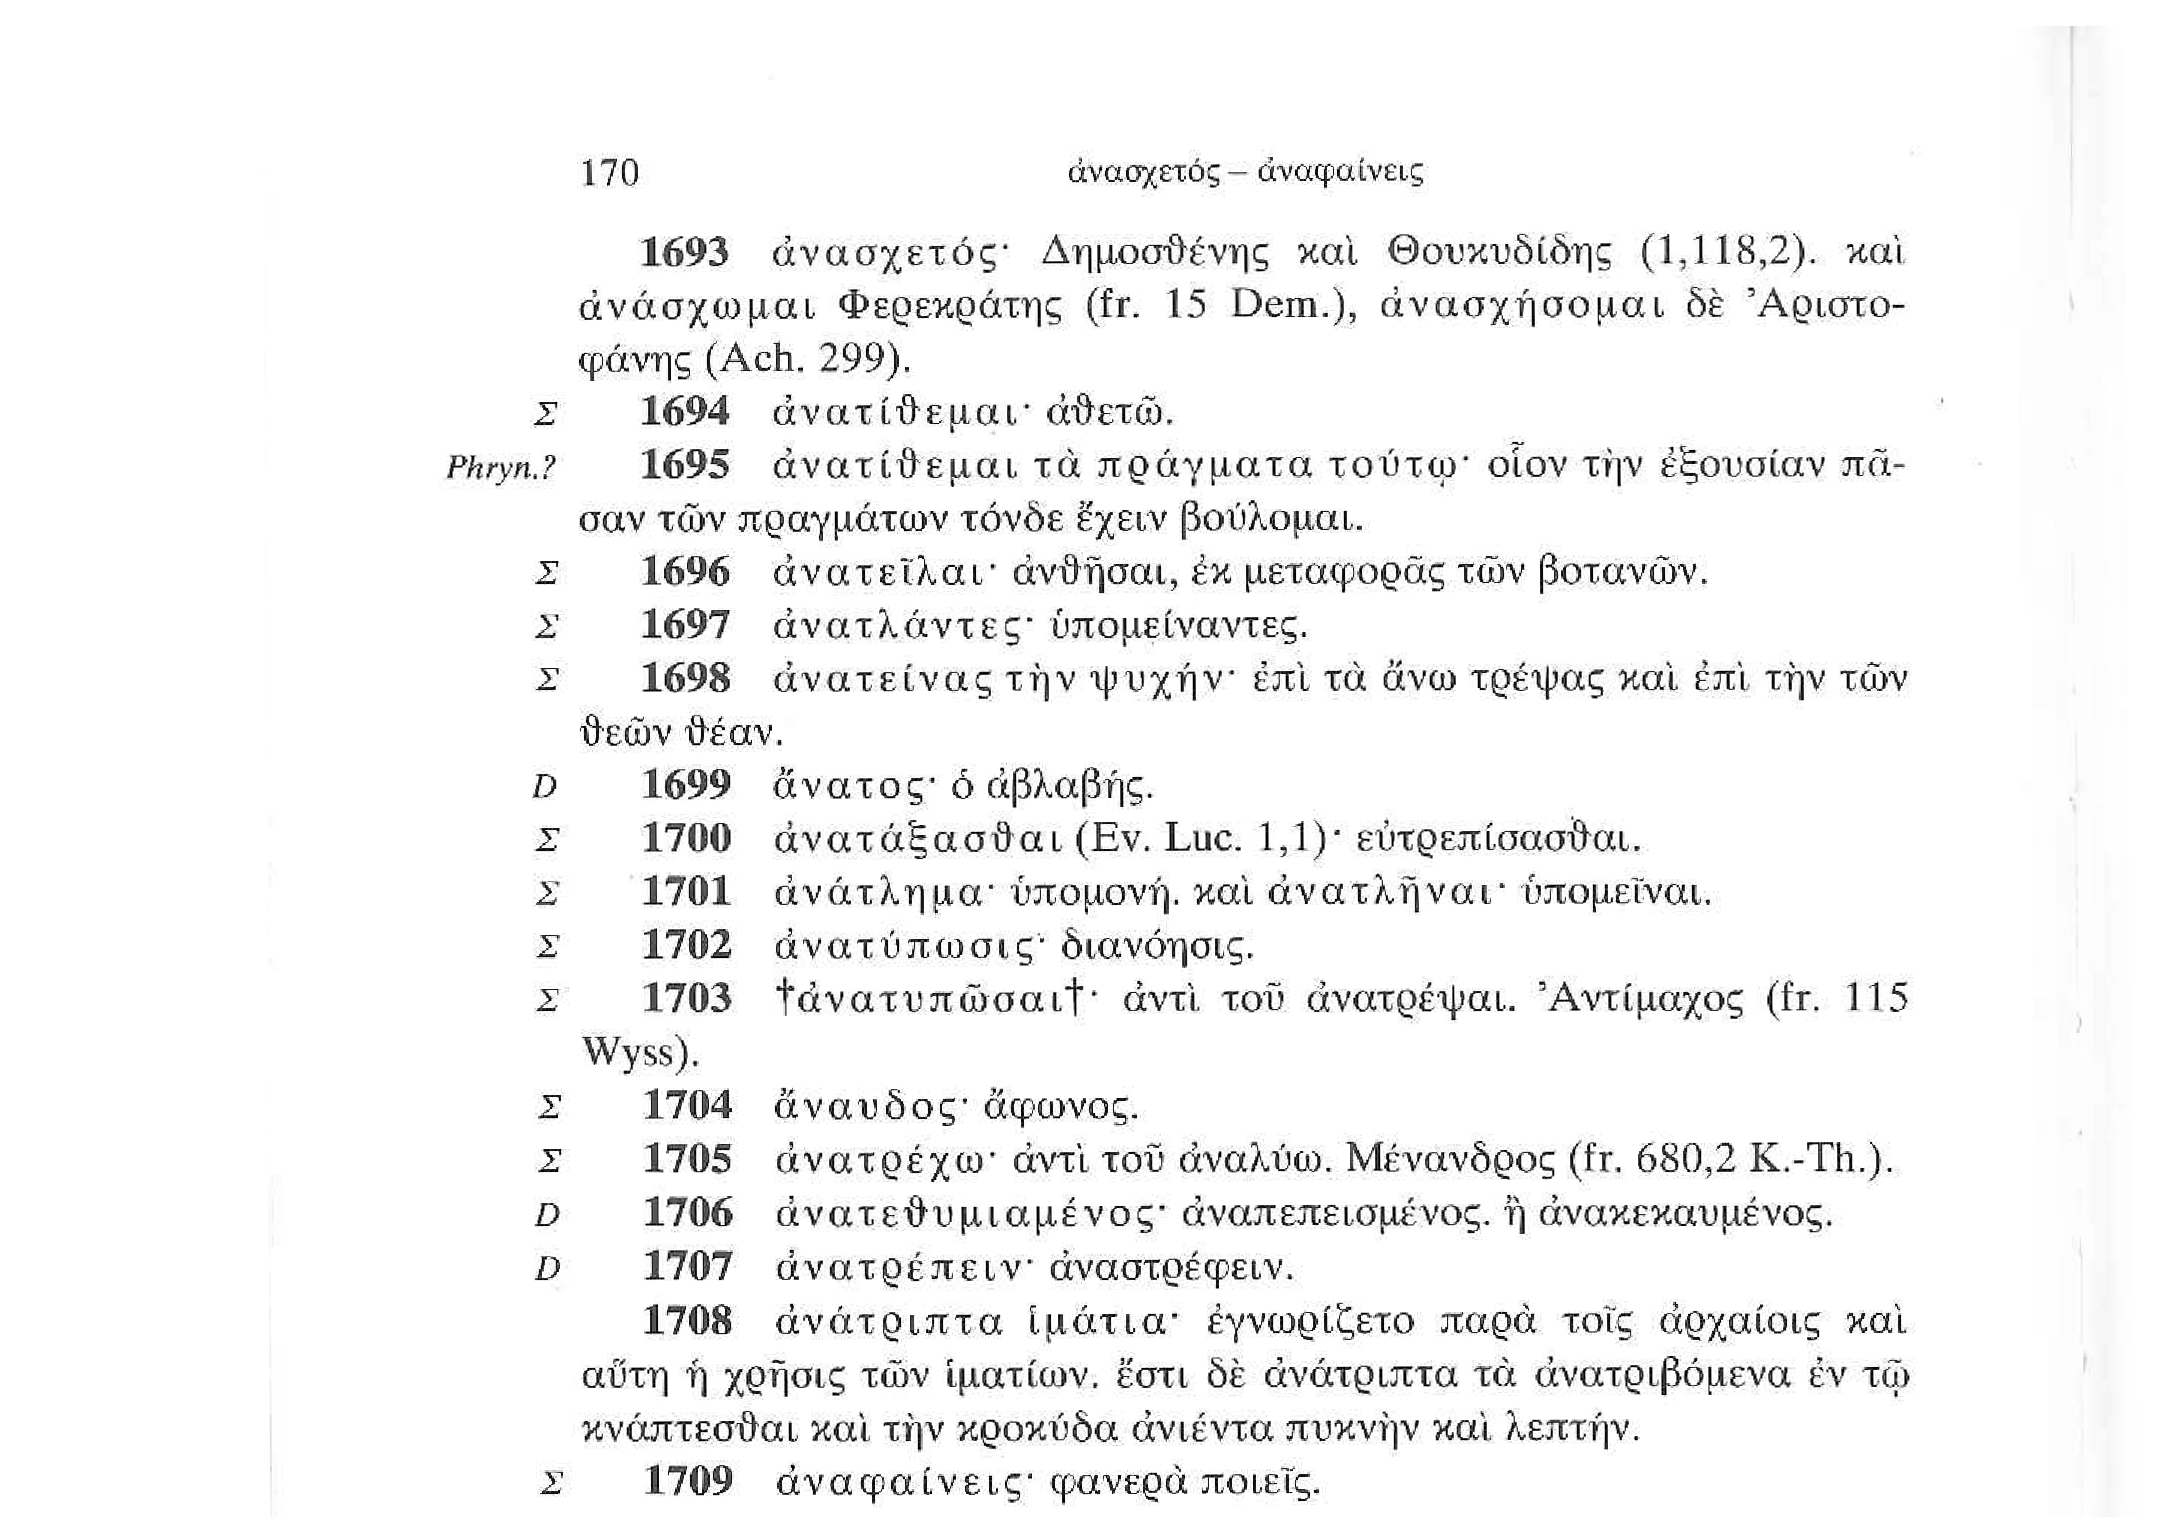 170 ἀνασχετός – ἀναφαίνεις
1693 ἀνασχετός· Δημοσθένης καὶ Θουκυδίδης (1,118,2). καὶ
ἀνάσχωμαι Φερεκράτης (fr. 15 Dem.), ἀνασχήσομαι δὲ Ἀριστο-
φάνης (Ach. 299).
Σ 1694 ἀνατίθεμαι· ἀθετῶ.
Phryn.? 1695 ἀνατίθεμαι τὰ πράγματα τούτῳ· οἷον τὴν ἐξουσίαν πᾶ-
σαν τῶν πραγμάτων τόνδε ἔχειν βούλομαι.
Σ 1696 ἀνατεῖλαι· ἀνθῆσαι, ἐκ μεταφορᾶς τῶν βοτανῶν.
Σ 1697 ἀνατλάντες· ὑπομείναντες.
Σ 1698 ἀνατείνας τὴν ψυχήν· ἐπὶ τὰ ἄνω τρέψας καὶ ἐπὶ τὴν τῶν
θεῶν θέαν.
D 1699 ἄνατος· ὁ ἀβλαβής.
Σ 1700 ἀνατάξασθαι (Ev. Luc. 1,1)· εὐτρεπίσασθαι.
Σ 1701 ἀνάτλημα· ὑπομονή. καὶ ἀνατλῆναι· ὑπομεῖναι.
Σ 1702 ἀνατύπωσις· διανόησις.
Σ 1703 †ἀνατυπῶσαι†· ἀντὶ τοῦ ἀνατρέψαι. Ἀντίμαχος (fr. 115
Wyss).
Σ 1704 ἄναυδος· ἄφωνος.
Σ 1705 ἀνατρέχω· ἀντὶ τοῦ ἀναλύω. Μένανδρος (fr. 680,2 K.-Th.).
D 1706 ἀνατεθυμιαμένος· ἀναπεπεισμένος. ἢ ἀνακεκαυμένος.
D 1707 ἀνατρέπειν· ἀναστρέφειν.
1708 ἀνάτριπτα ἱμάτια· ἐγνωρίζετο παρὰ τοῖς ἀρχαίοις καὶ
αὕτη ἡ χρῆσις τῶν ἱματίων. ἔστι δὲ ἀνάτριπτα τὰ ἀνατριβόμενα ἐν τῷ
κνάπτεσθαι καὶ τὴν κροκύδα ἀνιέντα πυκνὴν καὶ λεπτήν.
Σ 1709 ἀναφαίνεις· φανερὰ ποιεῖς.